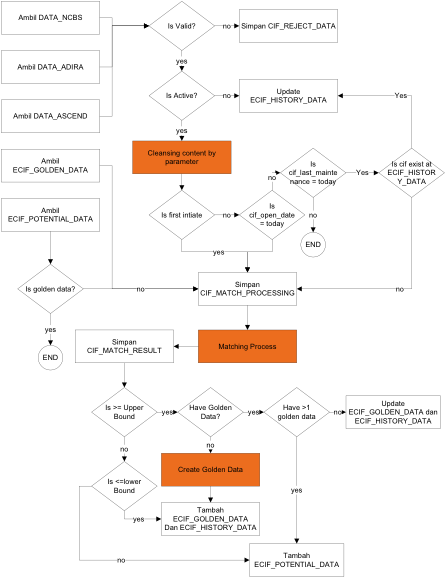 Ambil DATA_NCBS
Is Valid?
no
Simpan CIF_REJECT_DATA
Ambil DATA_ADIRA
yes
Is Active?
no
Update
ECIF_HISTORY_DATA
Yes
Ambil DATA_ASCEND
yes
Cleansing content by
parameter
Ambil
ECIF_GOLDEN_DATA
Is
cif_last_mainte
nance = today
Yes
Is cif exist at
ECIF_HISTOR
Y_DATA
no
Ambil
ECIF_POTENTIAL_DATA
Is first intiate
no
Is
cif_open_date
= today
no
END
yes
Is golden data?
no
Simpan
CIF_MATCH_PROCESSING
no
yes
END
Simpan
CIF_MATCH_RESULT
Matching Process
Is >= Upper
Bound
yes
Have Golden
Data?
yes
Have >1
golden data
no
Update
ECIF_GOLDEN_DATA dan
ECIF_HISTORY_DATA
no
no
Is <=lower
Bound
Create Golden Data
yes
yes
Tambah
ECIF_GOLDEN_DATA
Dan ECIF_HISTORY_DATA
no
Tambah
ECIF_POTENTIAL_DATA